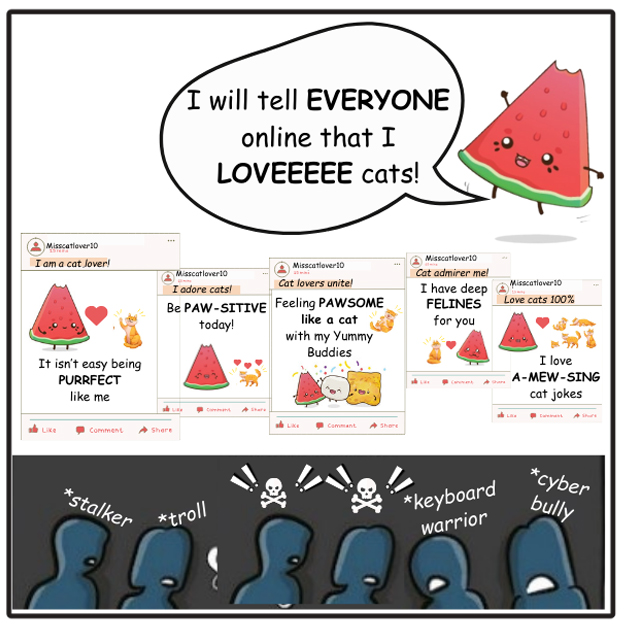 I will tell EVERYONE
online that I
LOVEEEEE cats!
Misscatlover10
I am a cat lover!
It isn't easy being
PURRFECT
like me
Like Comment Share
Misscatlover10
I adore cats!
Be PAW-SITIVE
today!
Like Comment Share
Misscatlover10
Cat lovers unite!
Feeling PAWSOME
like a cat
with my Yummy
Buddies
Like Comment Share
Misscatlover10
Cat admirer me!
I have deep
FELINES
for you
Like Comment Share
Misscatlover10
Love cats 100%
I love
A-MEW-SING
cat jokes
Like Comment Share
*stalker
*troll
*keyboard
warrior
*cyber
bully